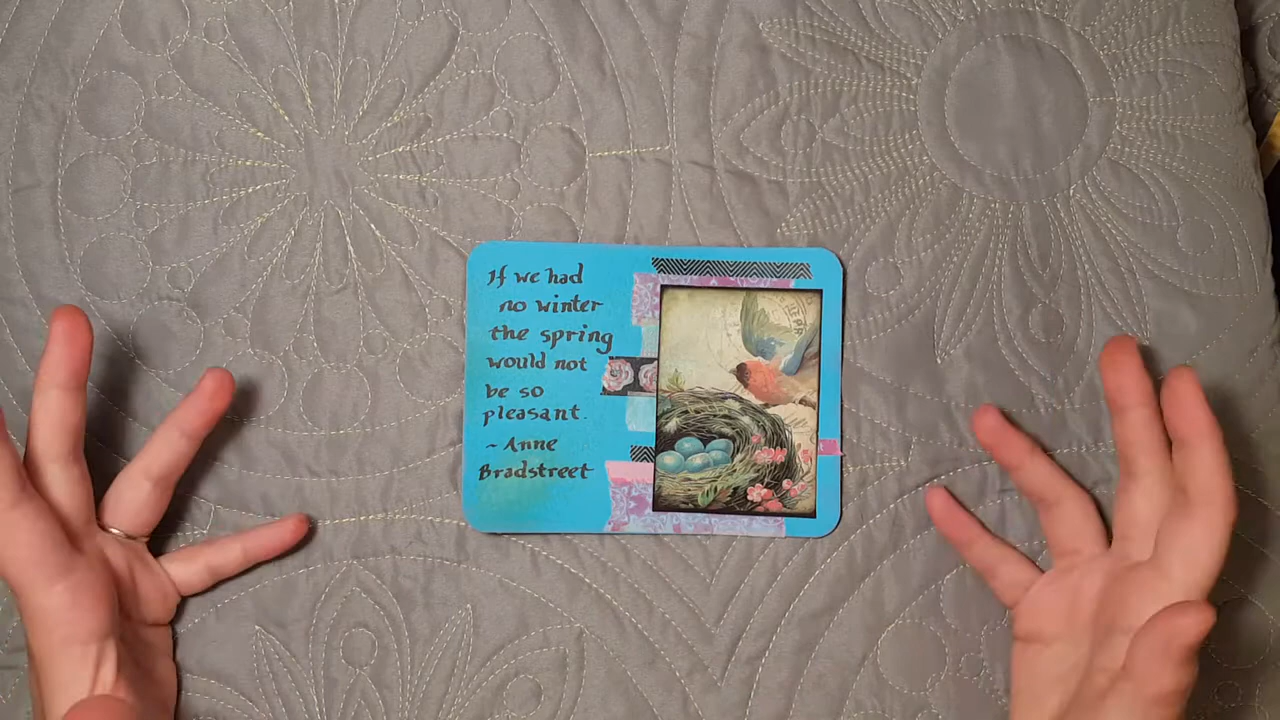 If we had
no winter
the spring
would not
be so
pleasant.
~ Anne
Bradstreet